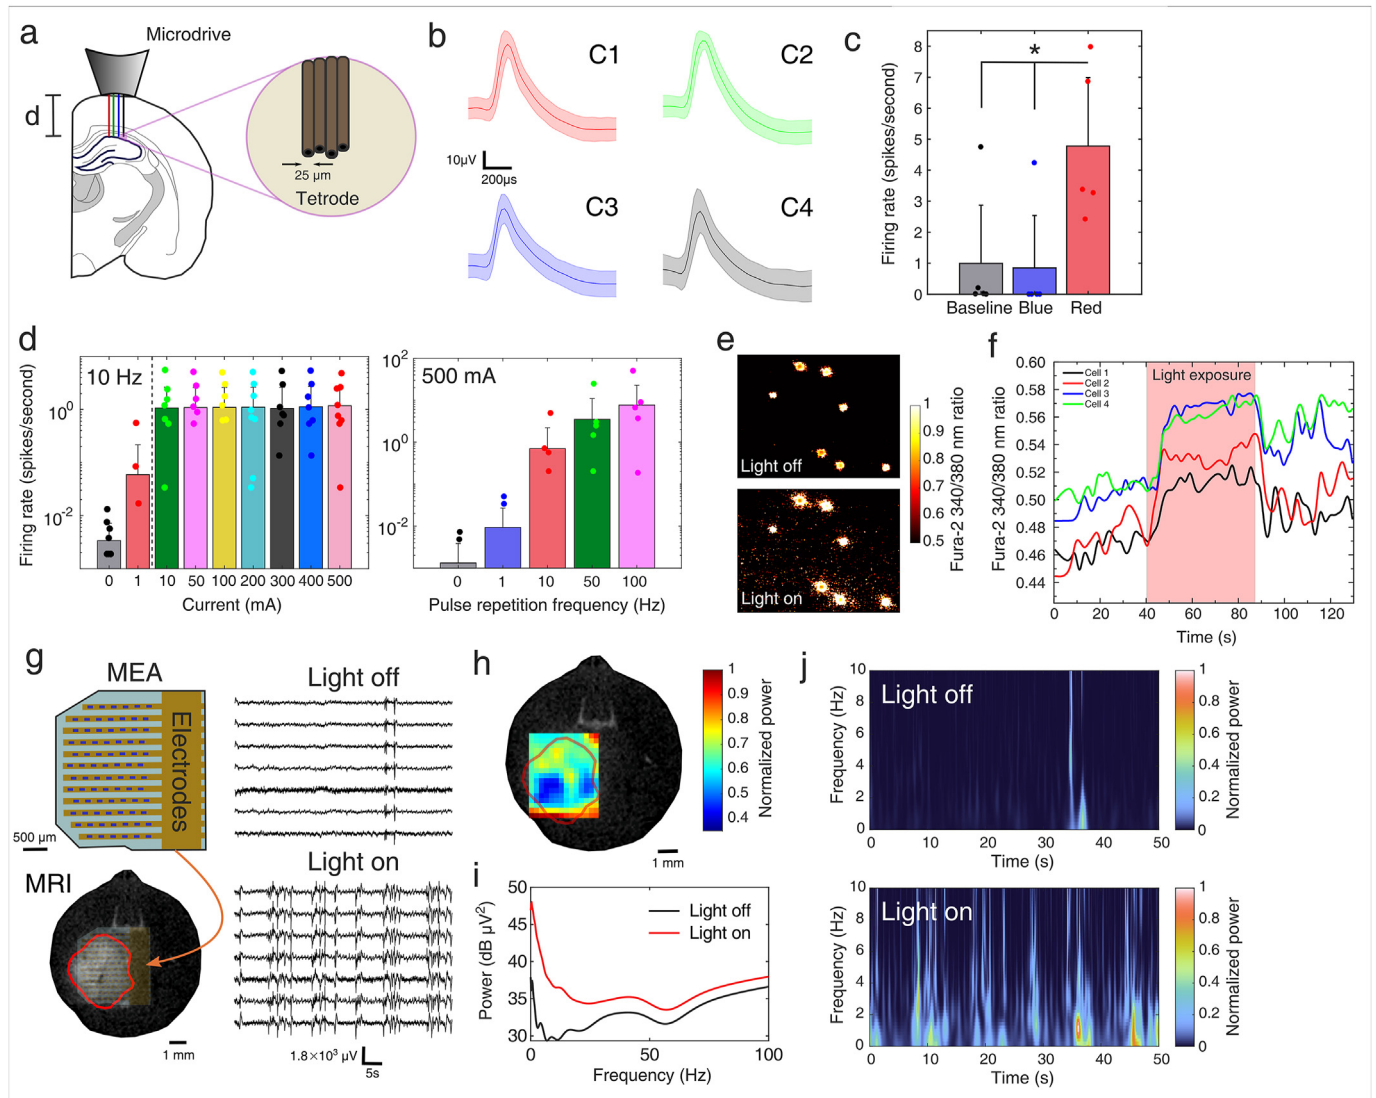 a
Microdrive
d
25 µm
Tetrode
b
C1
C2
10µV
200µs
C3
C4
c
Firing rate (spikes/second)
8
7
6
5
4
3
2
1
0
*
Baseline Blue Red
d
Firing rate (spikes/second)
10⁰
10⁻²
10 Hz
0 1 10 50 100 200 300 400 500
Current (mA)
10²
10⁰
10⁻²
500 mA
0 1 10 50 100
Pulse repetition frequency (Hz)
e
Light off
Light on
1
0.9
0.8
0.7
0.6
0.5
Fura-2 340/380 nm ratio
f
Fura-2 340/380 nm ratio
0.60
0.58
0.56
0.54
0.52
0.50
0.48
0.46
0.44
Cell 1
Cell 2
Cell 3
Cell 4
Light exposure
0 20 40 60 80 100 120
Time (s)
g
MEA
Electrodes
500 µm
MRI
1 mm
Light off
Light on
1.8×10³ µV
5s
h
1
0.9
0.8
0.7
0.6
0.5
0.4
Normalized power
1 mm
i
Power (dB µV²)
50
45
40
35
30
Light off
Light on
0 50 100
Frequency (Hz)
j
Frequency (Hz)
10
8
6
4
2
0
Light off
0 10 20 30 40 50
Time (s)
1
0.8
0.6
0.4
0.2
0
Normalized power
Frequency (Hz)
10
8
6
4
2
0
Light on
0 10 20 30 40 50
Time (s)
1
0.8
0.6
0.4
0.2
0
Normalized power